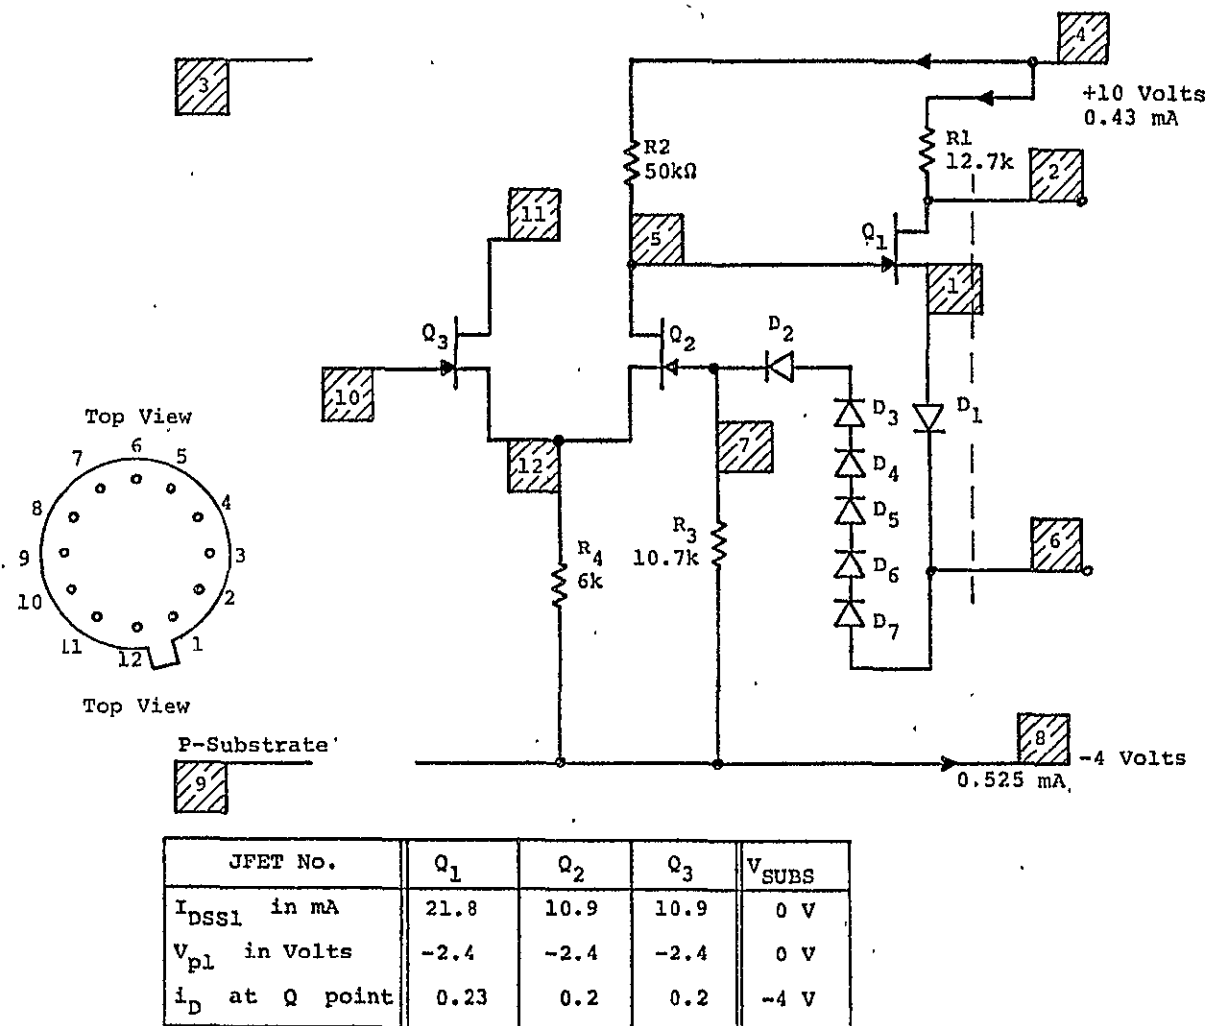 3
4
+10 Volts
0.43 mA
R2
50kΩ
R1
12.7k
2
11
5
Q1
1
Q3
Q2
D2
10
Top View
12
7
D3
D1
D4
D5
D6
D7
R3
10.7k
R4
6k
6
6
7
5
8
4
9
3
10
2
11
1
12
Top View
P-Substrate
9
8
-4 Volts
0.525 mA
JFET No. Q1 Q2 Q3 VSUBS
IDSS1 in mA 21.8 10.9 10.9 0 V
Vp1 in Volts -2.4 -2.4 -2.4 0 V
iD at Q point 0.23 0.2 0.2 -4 V